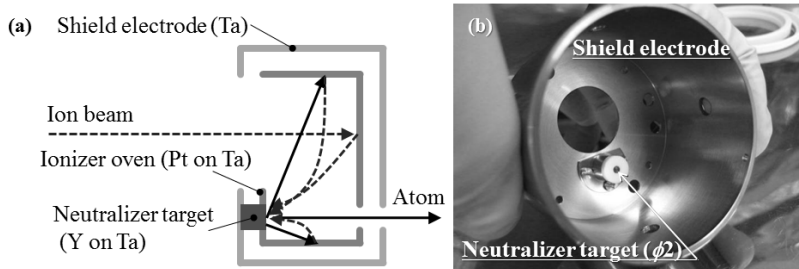 (a)
Shield electrode (Ta)
Ion beam
Ionizer oven (Pt on Ta)
Neutralizer target
(Y on Ta)
Atom
(b)
Shield electrode
Neutralizer target (ϕ2)